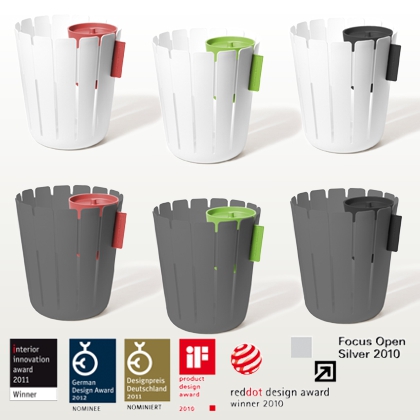 interior
innovation
award
2011
Winner
German
Design Award
2012
NOMINEE
Designpreis
Deutschland
2011
NOMINIERT
iF
product
design
award
2010
reddot design award
winner 2010
Focus Open
Silver 2010